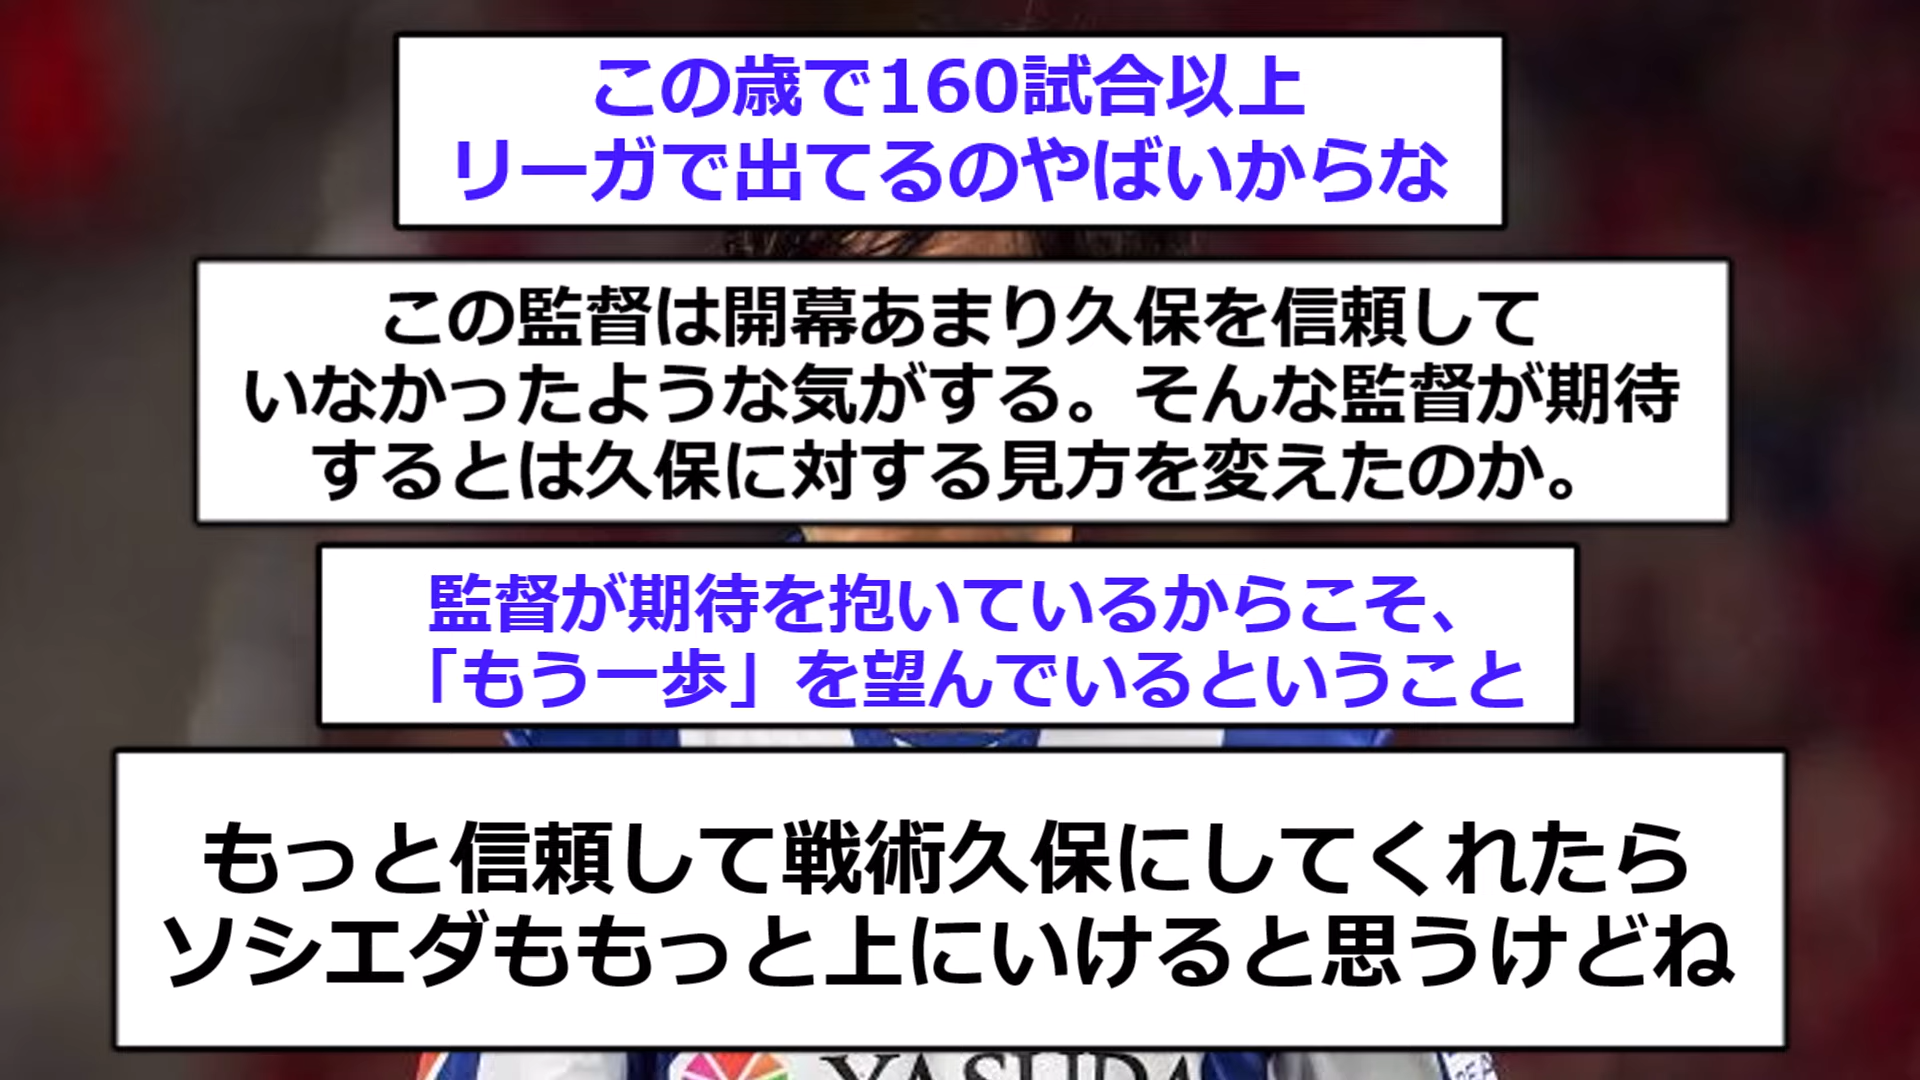 この歳で160試合以上
リーガで出てるのやばいからな
この監督は開幕あまり久保を信頼して
いなかったような気がする。そんな監督が期待
するとは久保に対する見方を変えたのか。
監督が期待を抱いているからこそ、
「もう一歩」を望んでいるということ
もっと信頼して戦術久保にしてくれたら
ソシエダももっと上にいけると思うけどね
YASUDA